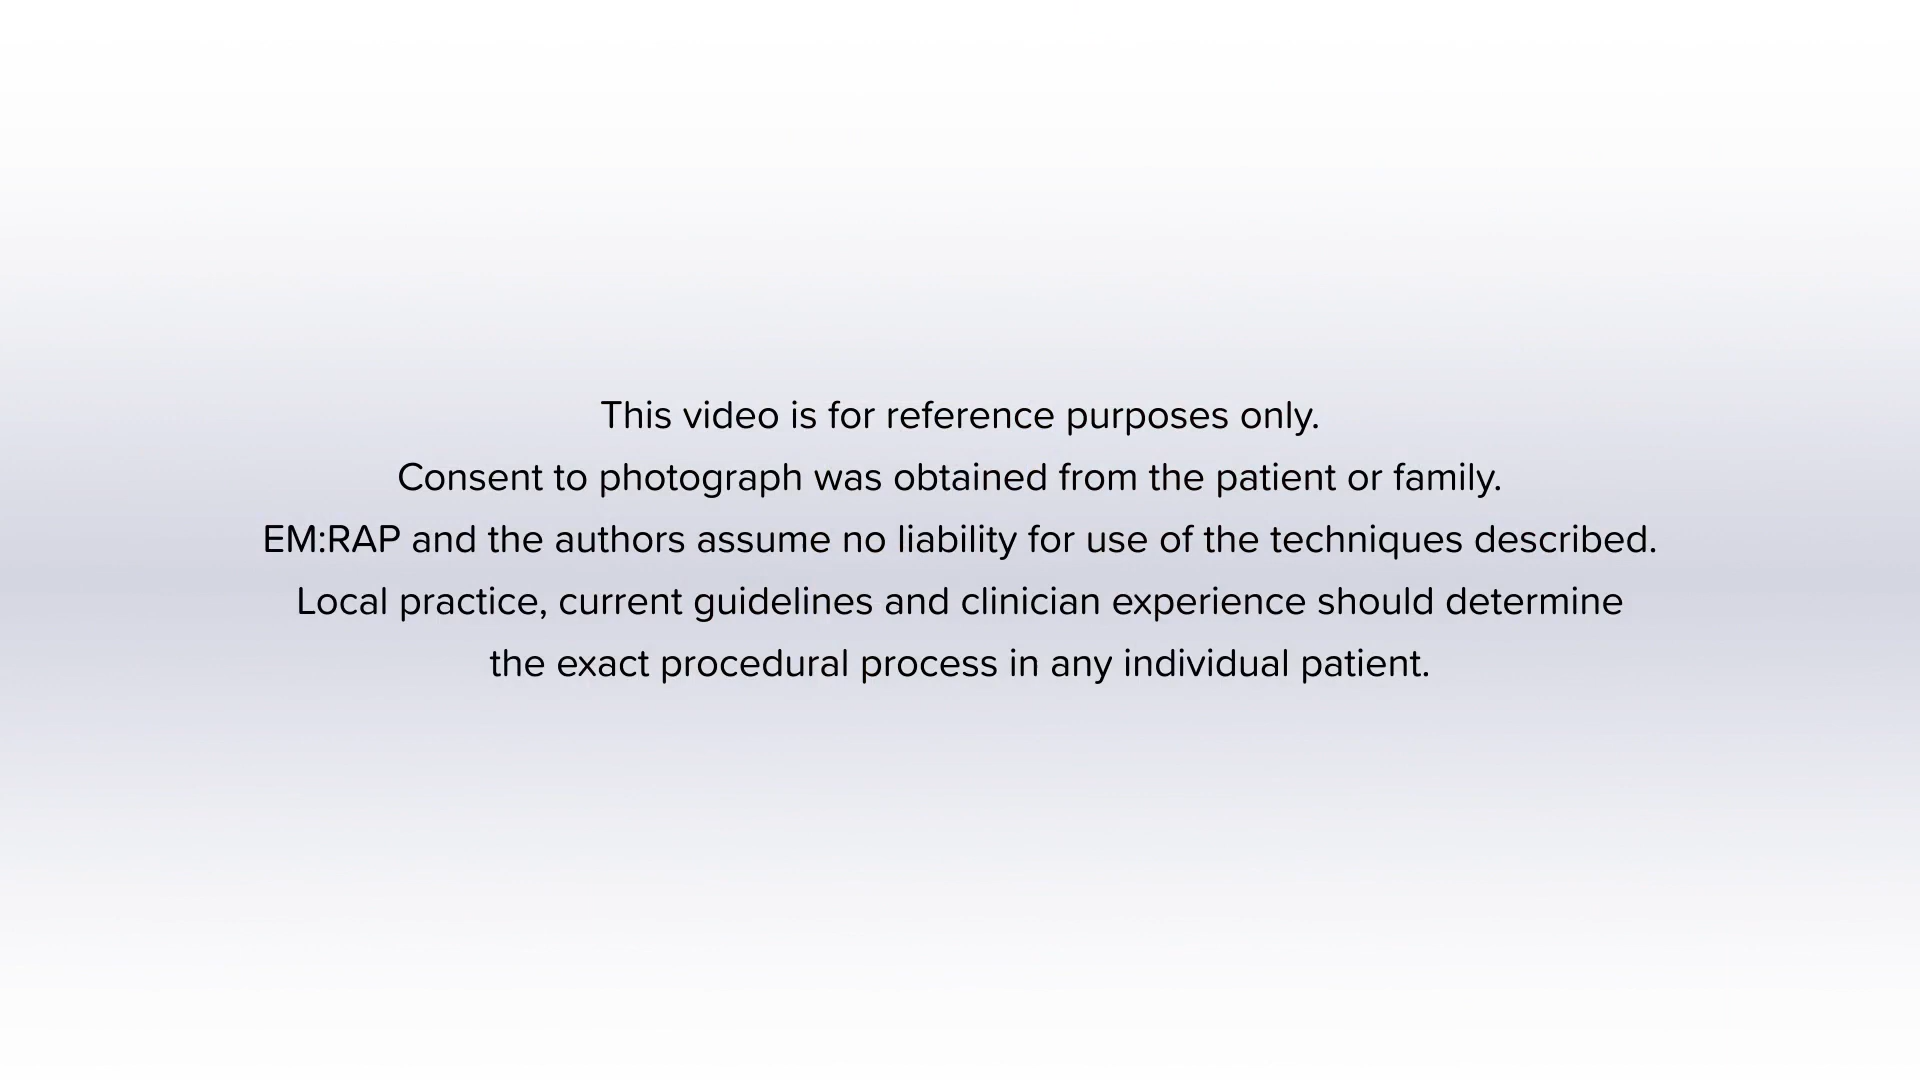 This video is for reference purposes only.
Consent to photograph was obtained from the patient or family.
EM:RAP and the authors assume no liability for use of the techniques described.
Local practice, current guidelines and clinician experience should determine
the exact procedural process in any individual patient.